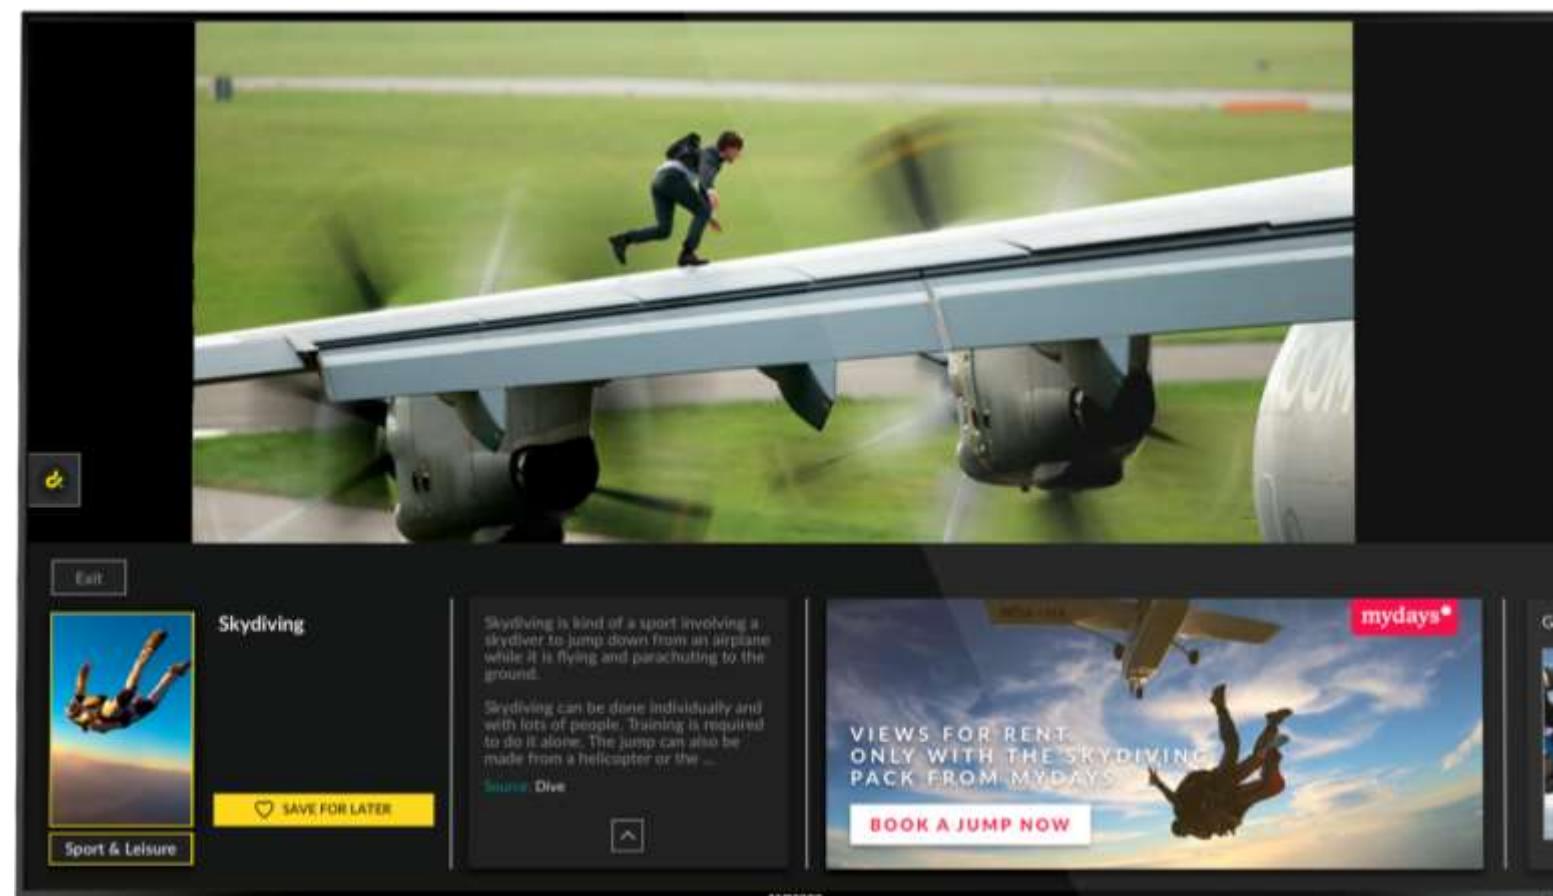 Exit
Skydiving
SAVE FOR LATER
Sport & Leisure
Skydiving is kind of a sport involving a
skydiver to jump down from an airplane
while it is flying and parachuting to the
ground.
Skydiving can be done individually and
with lots of people. Training is required
to do it alone. The jump can also be
made from a helicopter or the ...
Source: Dive
mydays
VIEWS FOR RENT.
ONLY WITH THE SKYDIVING
PACK FROM MYDAYS
BOOK A JUMP NOW
G